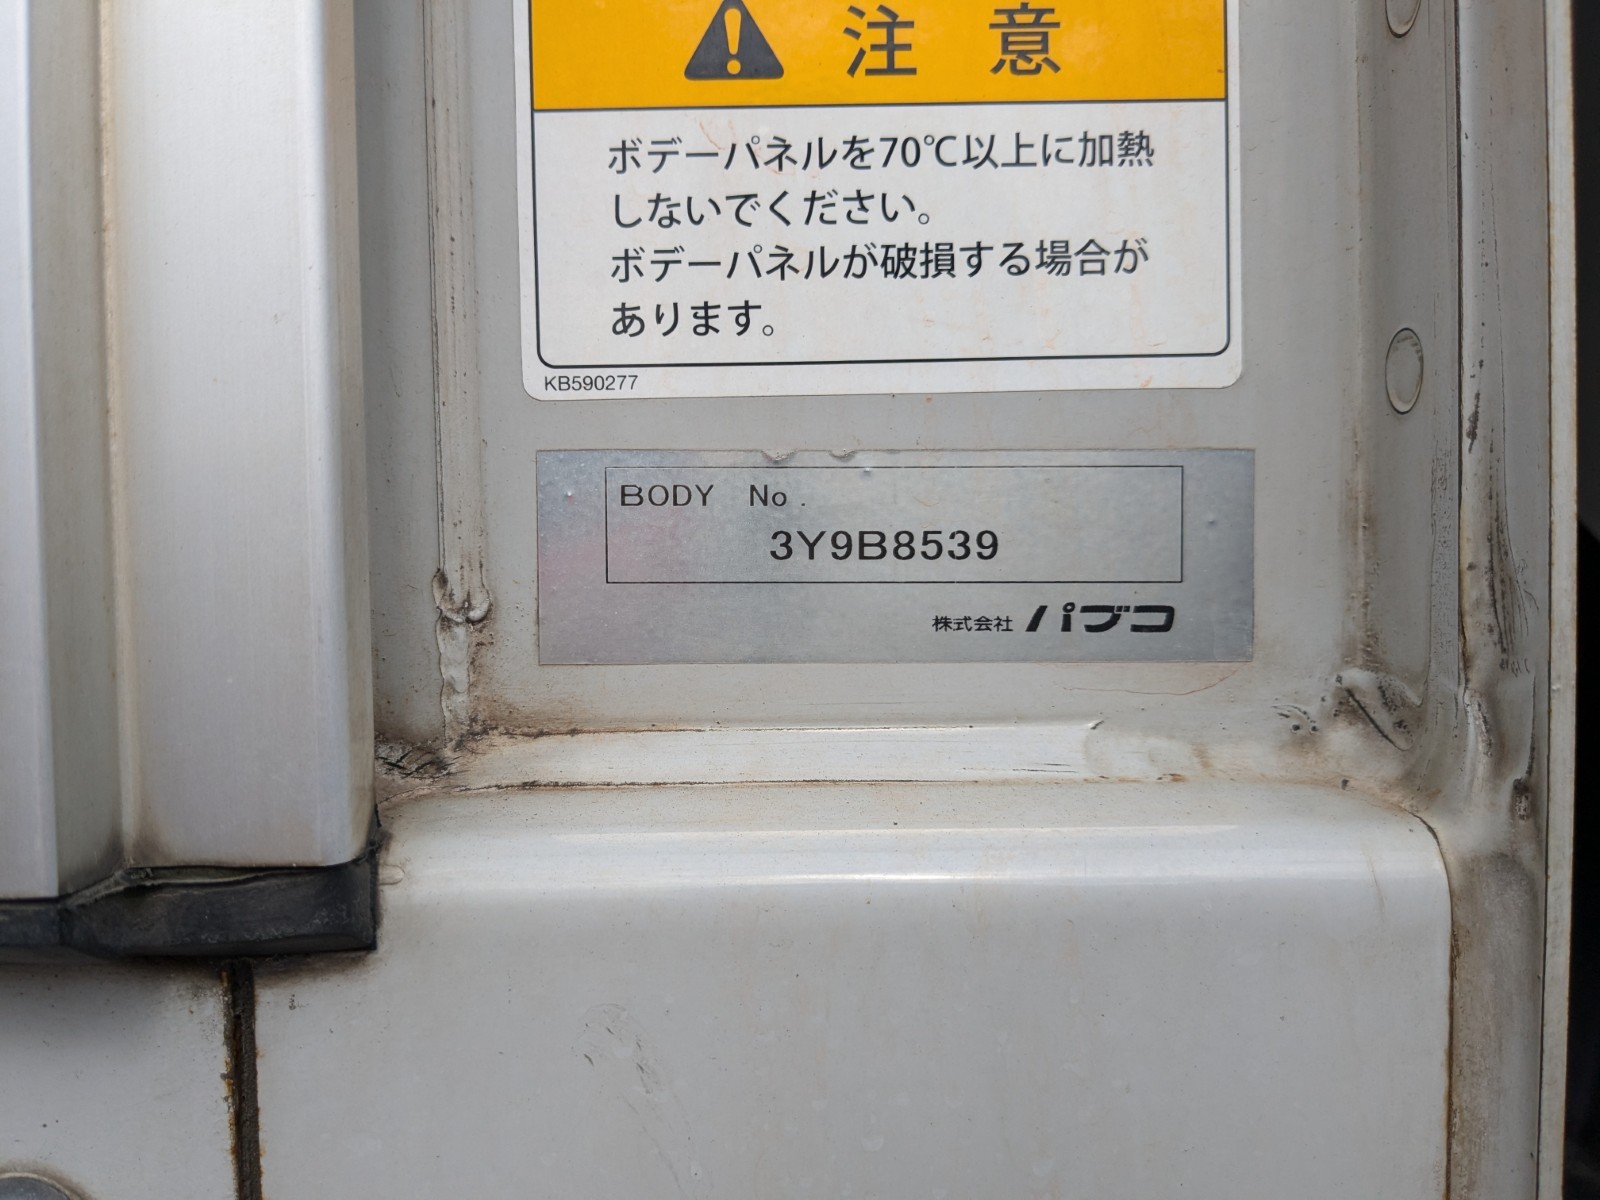 注 意
ボデーパネルを70℃以上に加熱
しないでください。
ボデーパネルが破損する場合が
あります。
KB590277
BODY No.
3Y9B8539
株式会社 パブコ